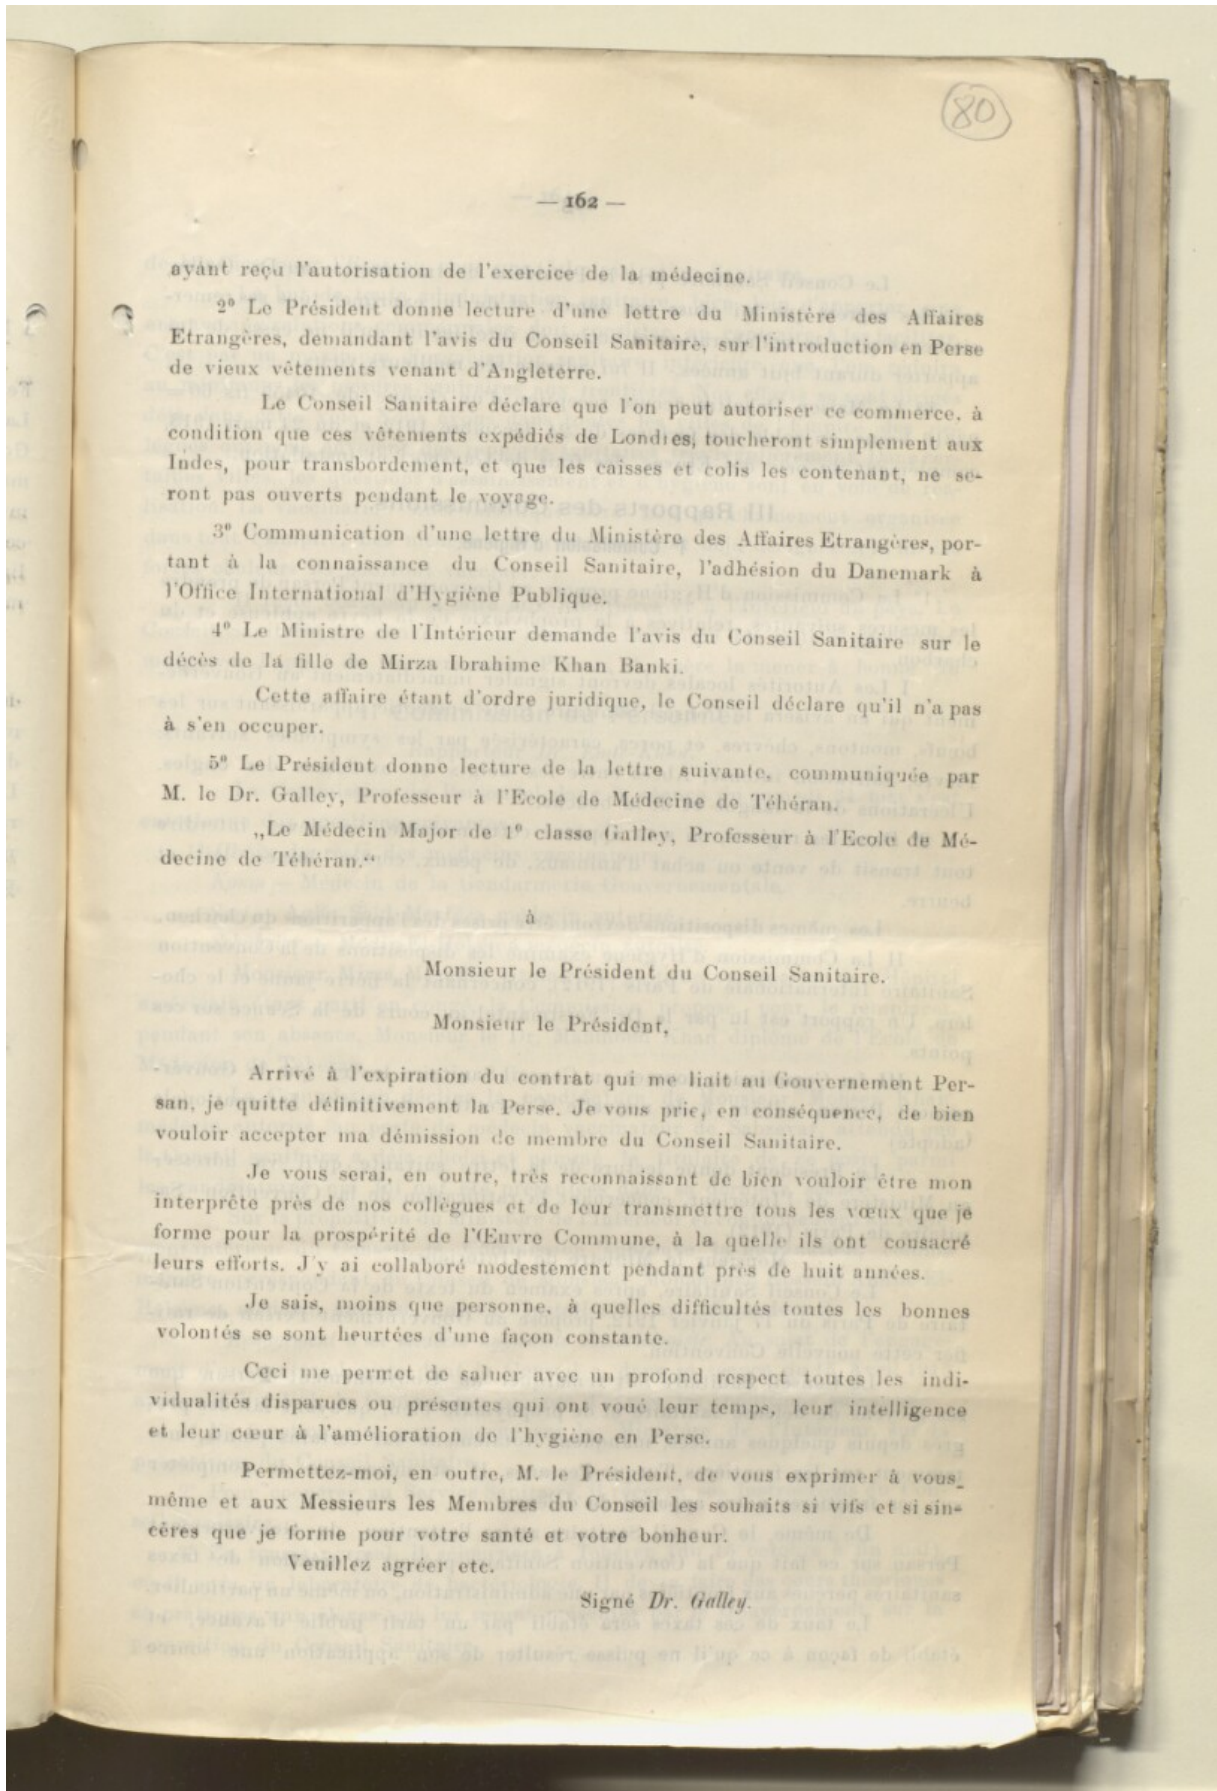 80
— 162 —
ayant reçu l'autorisation de l'exercice de la médecine.
2° Le Président donne lecture d'une lettre du Ministère des Affaires
Etrangères, demandant l'avis du Conseil Sanitaire, sur l'introduction en Perse
de vieux vêtements venant d'Angleterre.
Le Conseil Sanitaire déclare que l'on peut autoriser ce commerce, à
condition que ces vêtements expédiés de Londres, toucheront simplement aux
Indes, pour transbordement, et que les caisses et colis les contenant, ne se-
ront pas ouverts pendant le voyage.
3° Communication d'une lettre du Ministère des Affaires Etrangères, por-
tant à la connaissance du Conseil Sanitaire, l'adhésion du Danemark à
l'Office International d'Hygiène Publique.
4° Le Ministre de l'Intérieur demande l'avis du Conseil Sanitaire sur le
décès de la fille de Mirza Ibrahime Khan Banki.
Cette affaire étant d'ordre juridique, le Conseil déclare qu'il n'a pas
à s'en occuper.
5° Le Président donne lecture de la lettre suivante, communiquée par
M. le Dr. Galley, Professeur à l'Ecole de Médecine de Téhéran.
„Le Médecin Major de 1° classe Galley, Professeur à l'Ecole de Mé-
decine de Téhéran.“
à
Monsieur le Président du Conseil Sanitaire.
Monsieur le Président,
Arrivé à l'expiration du contrat qui me liait au Gouvernement Per-
san, je quitte définitivement la Perse. Je vous prie, en conséquence, de bien
vouloir accepter ma démission de membre du Conseil Sanitaire.
Je vous serai, en outre, très reconnaissant de bien vouloir être mon
interprête près de nos collègues et de leur transmettre tous les vœux que je
forme pour la prospérité de l'Œuvre Commune, à la quelle ils ont consacré
leurs efforts. J'y ai collaboré modestement pendant près de huit années.
Je sais, moins que personne, à quelles difficultés toutes les bonnes
volontés se sont heurtées d'une façon constante.
Ceci me permet de saluer avec un profond respect toutes les indi-
vidualités disparues ou présentes qui ont voué leur temps, leur intelligence
et leur cœur à l'amélioration de l'hygiène en Perse.
Permettez-moi, en outre, M. le Président, de vous exprimer à vous_
même et aux Messieurs les Membres du Conseil les souhaits si vifs et si sin-
cères que je forme pour votre santé et votre bonheur.
Veuillez agréer etc.
Signé Dr. Galley.